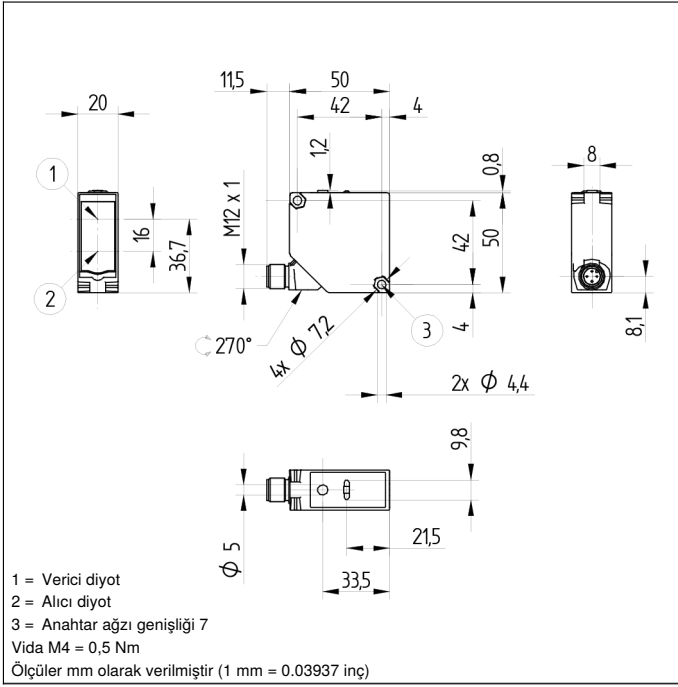 11,5
50
20
42
4
1,2
0,8
8
1
M12 x 1
16
36,7
42
50
2
270°
4x Φ 7,2
3
4
8,1
2x Φ 4,4
9,8
Φ 5
21,5
33,5
1 = Verici diyot
2 = Alıcı diyot
3 = Anahtar ağzı genişliği 7
Vida M4 = 0,5 Nm
Ölçüler mm olarak verilmiştir (1 mm = 0.03937 inç)